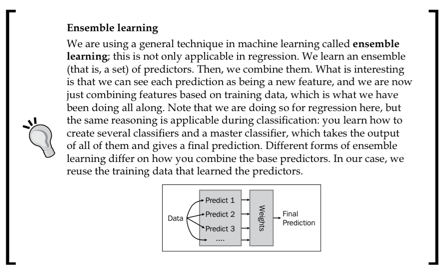 Ensemble learning
We are using a general technique in machine learning called ensemble
learning; this is not only applicable in regression. We learn an ensemble
(that is, a set) of predictors. Then, we combine them. What is interesting
is that we can see each prediction as being a new feature, and we are now
just combining features based on training data, which is what we have
been doing all along. Note that we are doing so for regression here, but
the same reasoning is applicable during classification: you learn how to
create several classifiers and a master classifier, which takes the output
of all of them and gives a final prediction. Different forms of ensemble
learning differ on how you combine the base predictors. In our case, we
reuse the training data that learned the predictors.
Data
Predict 1
Predict 2
Predict 3
....
Weights
Final
Prediction